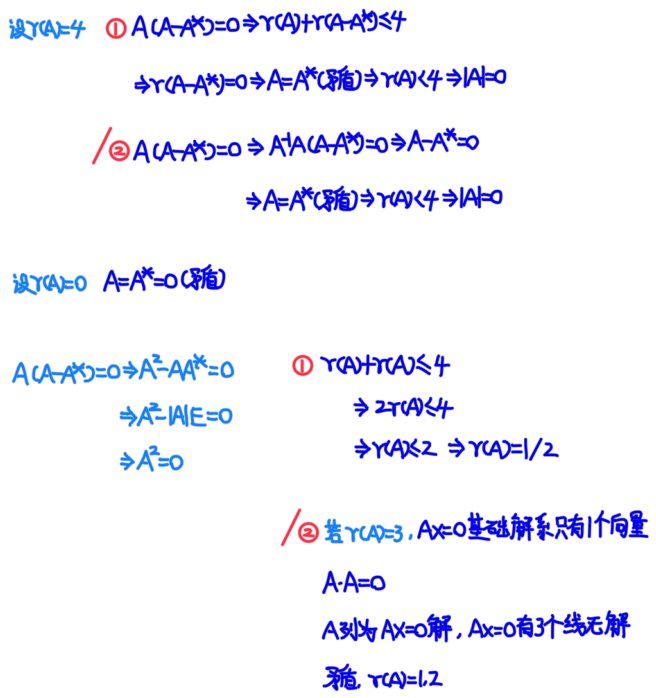 设r(A)=4 ① A(A-A*)=0⇒r(A)+r(A-A*)≤4
⇒r(A-A*)=0⇒A=A*(矛盾)⇒r(A)<4⇒|A|=0
/② A(A-A*)=0⇒A⁻¹A(A-A*)=0⇒A-A*=0
⇒A=A*(矛盾)⇒r(A)<4⇒|A|=0
设r(A)=0 A=A*=0(矛盾)
A(A-A*)=0⇒A²-AA*=0
⇒A²-|A|E=0
⇒A²=0
① r(A)+r(A)≤4
⇒2r(A)≤4
⇒r(A)≤2 ⇒r(A)=1/2
/② 若r(A)=3,Ax=0基础解系只有1个向量
A·A=0
A列为Ax=0解,Ax=0有3个线无解
矛盾,r(A)=1,2